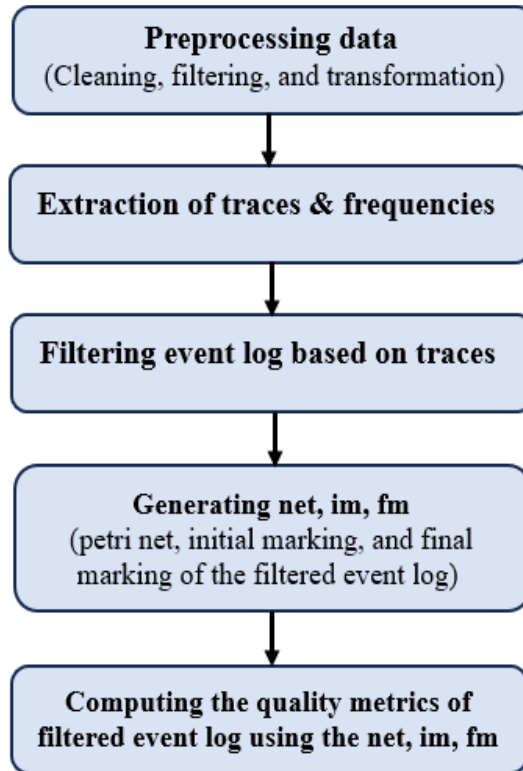 Preprocessing data
(Cleaning, filtering, and transformation)
Extraction of traces & frequencies
Filtering event log based on traces
Generating net, im, fm
(petri net, initial marking, and final
marking of the filtered event log)
Computing the quality metrics of
filtered event log using the net, im, fm